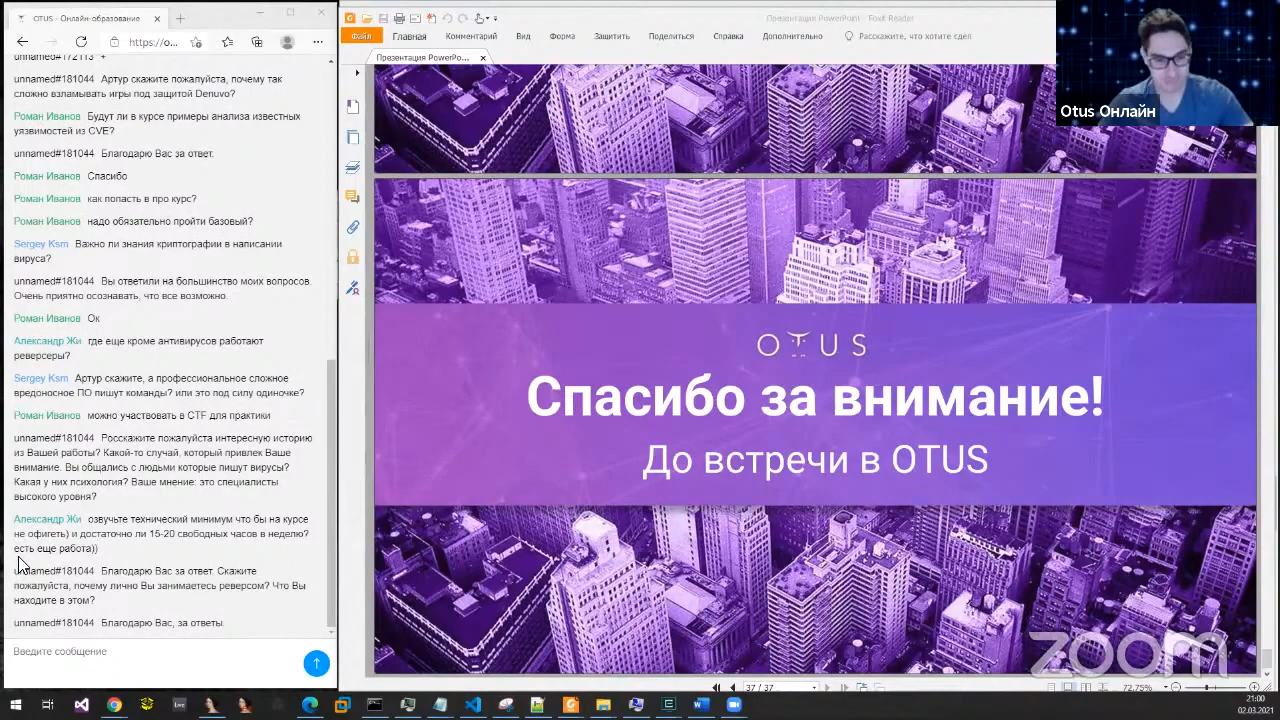 OTUS - Онлайн-образование
https://o...
unnamed#172113 +
unnamed#181044 Артур скажите пожалуйста, почему так
сложно взламывать игры под защитой Denuvo?
Роман Иванов Будут ли в курсе примеры анализа известных
уязвимостей из CVE?
unnamed#181044 Благодарю Вас за ответ.
Роман Иванов Спасибо
Роман Иванов как попасть в про курс?
Роман Иванов надо обязательно пройти базовый?
Sergey Ksm Важно ли знания криптографии в написании
вируса?
unnamed#181044 Вы ответили на большинство моих вопросов.
Очень приятно осознавать, что все возможно.
Роман Иванов Ок
Александр Жи где еще кроме антивирусов работают
реверсеры?
Sergey Ksm Артур скажите, а профессиональное сложное
вредоносное ПО пишут команды? или это под силу одиночке?
Роман Иванов можно участвовать в CTF для практики
unnamed#181044 Росскажите пожалуйста интересную историю
из Вашей работы? Какой-то случай, который привлек Ваше
внимание. Вы общались с людьми которые пишут вирусы?
Какая у них психология? Ваше мнение: это специалисты
высокого уровня?
Александр Жи озвучьте технический минимум что бы на курсе
не офигеть) и достаточно ли 15-20 свободных часов в неделю?
есть еще работа))
unnamed#181044 Благодарю Вас за ответ. Скажите
пожалуйста, почему лично Вы занимаетесь реверсом? Что Вы
находите в этом?
unnamed#181044 Благодарю Вас, за ответы.
Введите сообщение
Презентация PowerPoint - Foxit Reader
Файл Главная Комментарий Вид Форма Защитить Поделиться Справка Дополнительно Расскажите, что хотите сдел
Презентация PowerPo...
Otus Онлайн
OTUS
Спасибо за внимание!
До встречи в OTUS
zoom
37 / 37
72,75%
21:00
02.03.2021